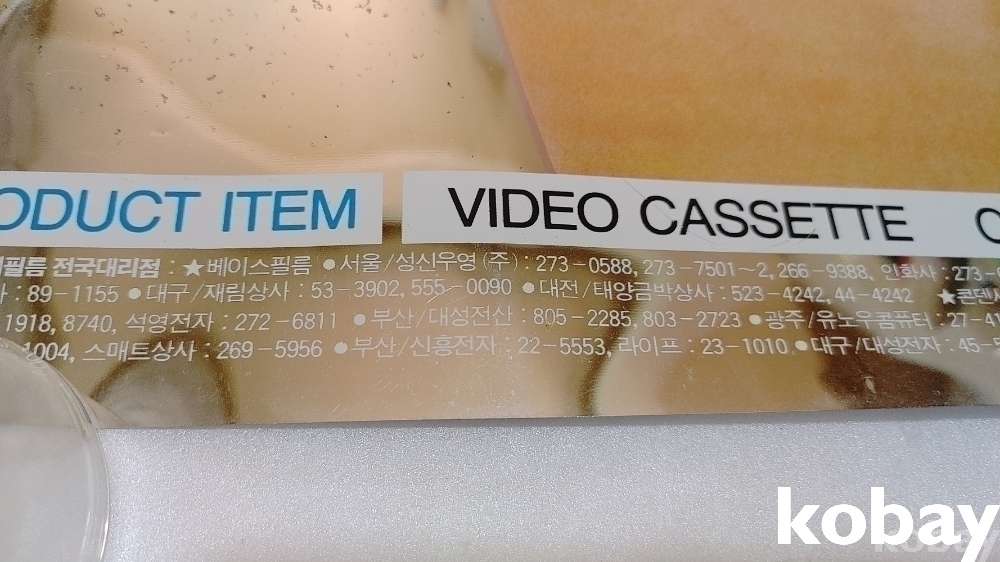 ODUCT ITEM VIDEO CASSETTE
필름 전국대리점 : ★베이스필름 ●서울/성신우영(주) : 273-0588, 273-7501~2, 266-9388, 인화사 : 273-0
: 89-1155 ●대구/재림상사 : 53-3902, 555-0090 ●대전/태양금박상사 : 523-4242, 44-4242 ★콘덴
1918, 8740, 석영전자 : 272-6811 ●부산/대성전산 : 805-2285, 803-2723 ●광주/유노우콤퓨터 : 27-41
1004, 스매트상사 : 269-5956 ●부산/신흥전자 : 22-5553, 라이프 : 23-1010 ●대구/대성전자 : 45-5
kobay